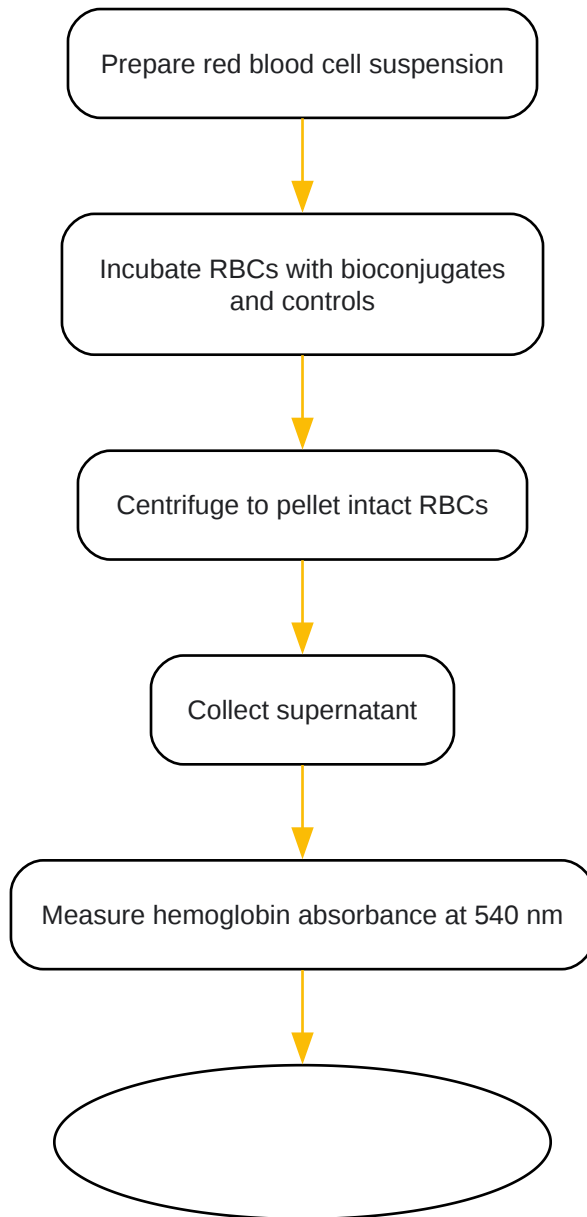 Prepare red blood cell suspension
Incubate RBCs with bioconjugates
and controls
Centrifuge to pellet intact RBCs
Collect supernatant
Measure hemoglobin absorbance at 540 nm